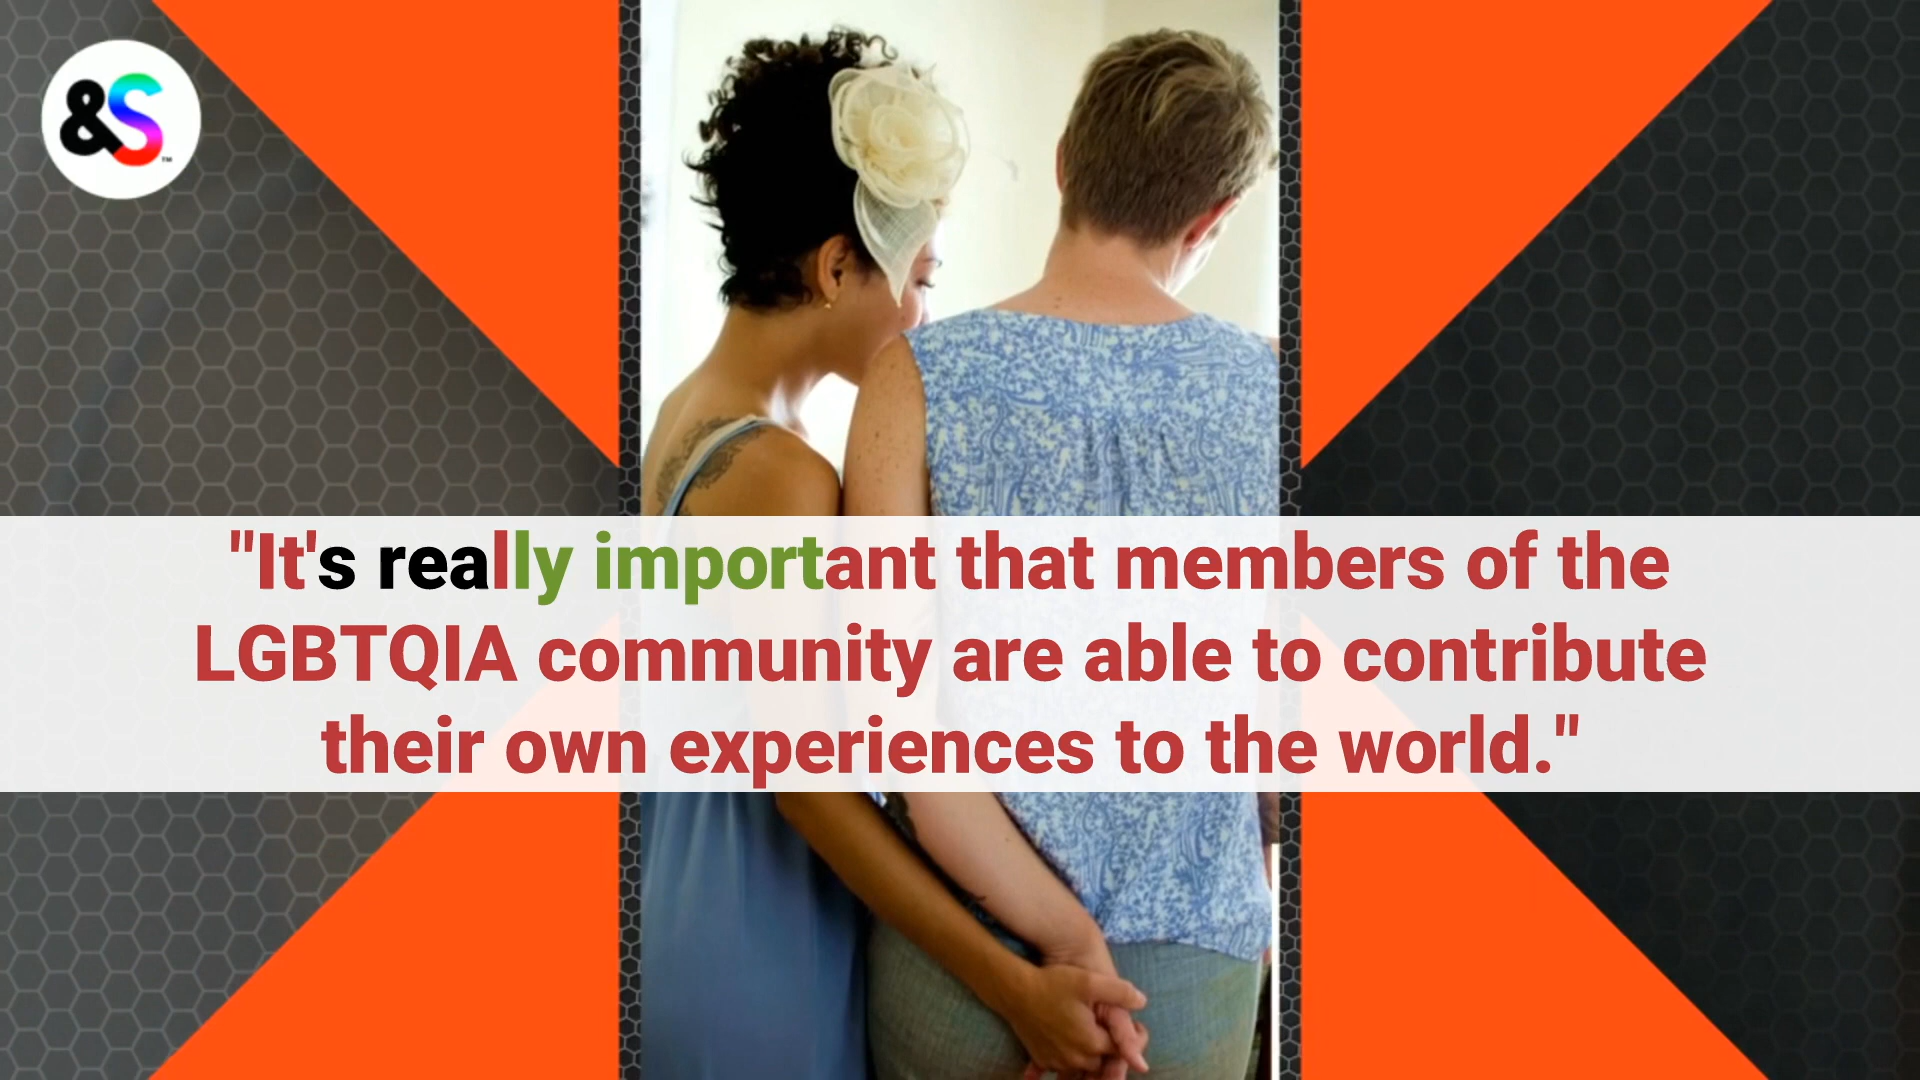 &S™
"It's really important that members of the
LGBTQIA community are able to contribute
their own experiences to the world."